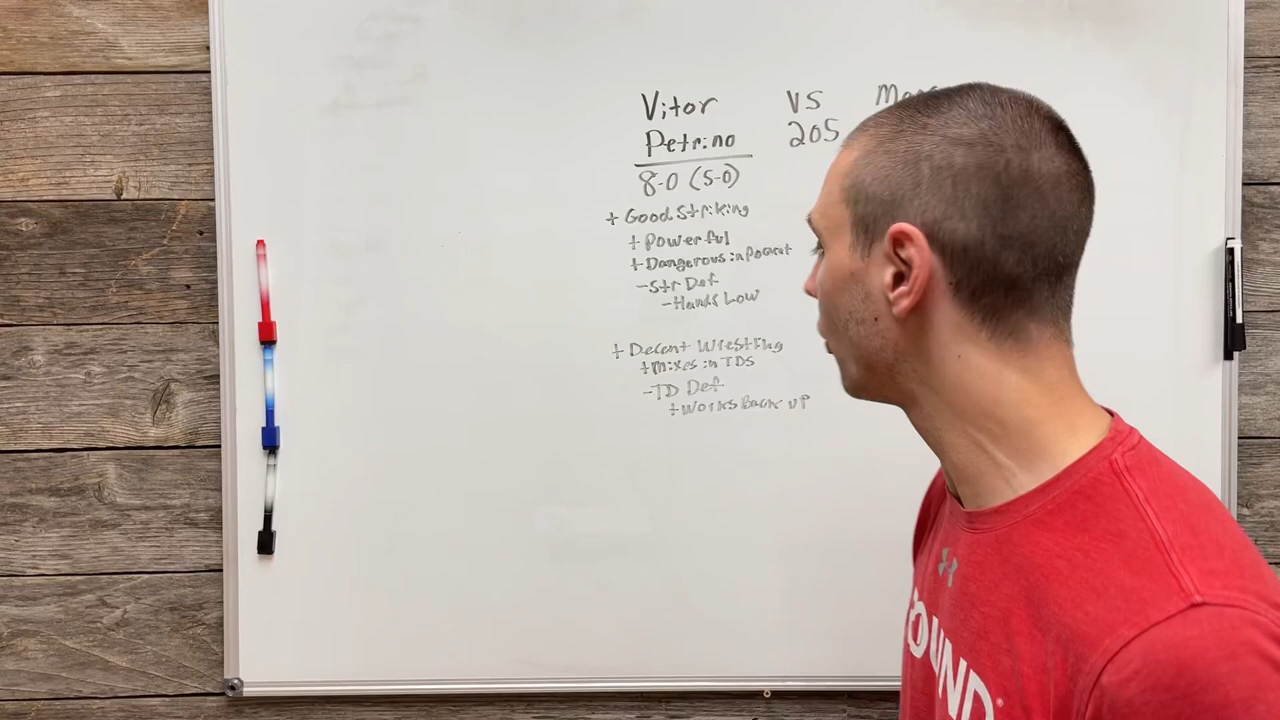 Vitor VS
Petrino 205
8-0 (5-0)
+ Good Striking
+ Powerful
+ Dangerous in Pocket
- Str Def
- Hands Low
+ Decent Wrestling
+ Mixes in TDS
- TD Def
+ Works Back up
OUND